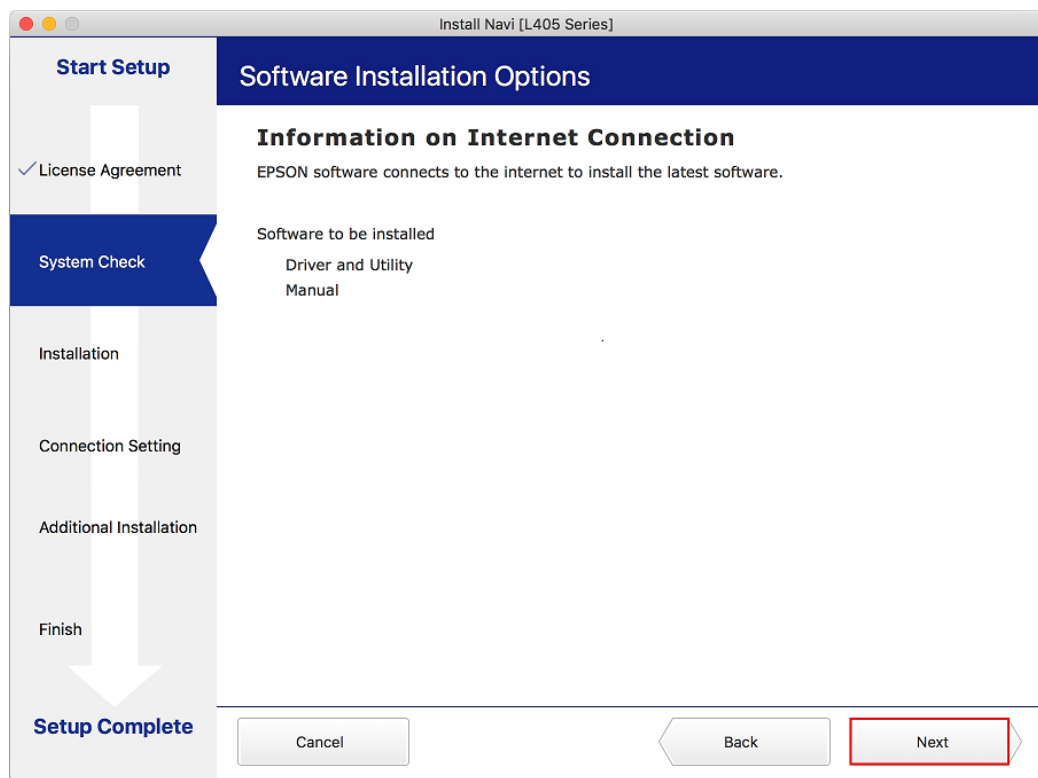 Install Navi [L405 Series]
Start Setup
License Agreement
System Check
Installation
Connection Setting
Additional Installation
Finish
Setup Complete
Software Installation Options
Information on Internet Connection
EPSON software connects to the internet to install the latest software.
Software to be installed
Driver and Utility
Manual
Cancel
Back
Next